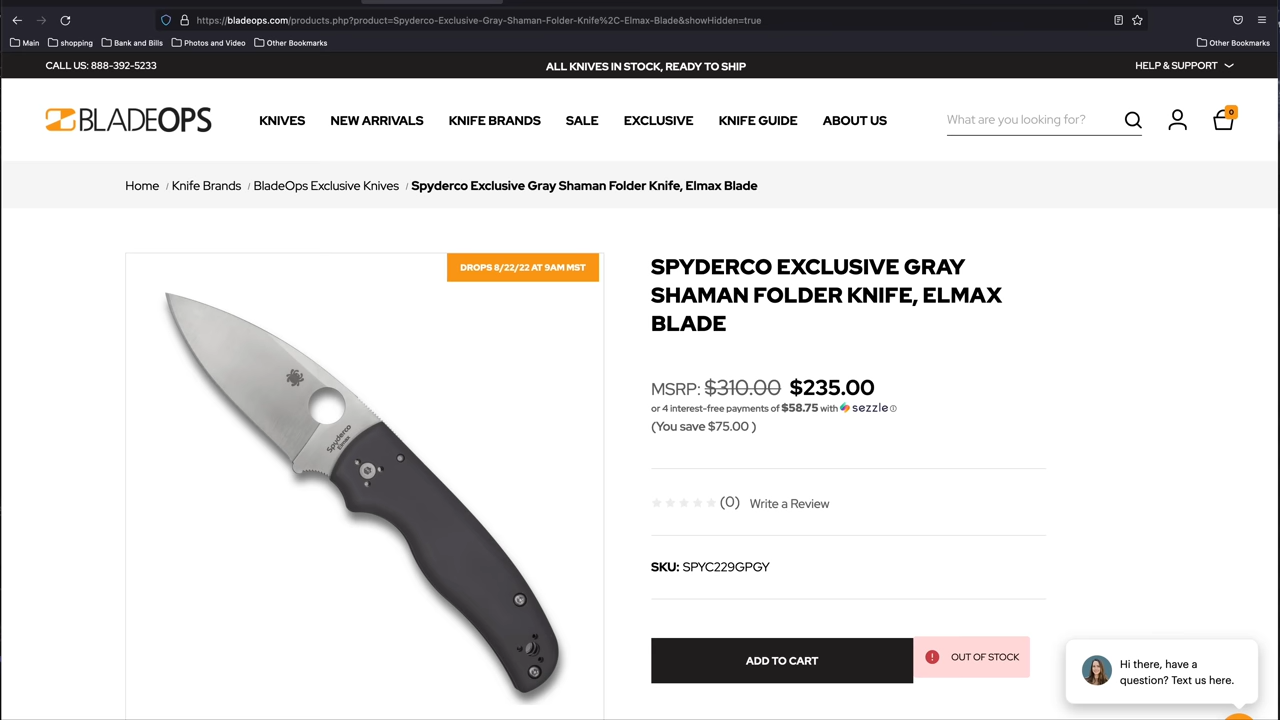 https://bladeops.com/products.php?product=Spyderco-Exclusive-Gray-Shaman-Folder-Knife%2C-Elmax-Blade&showHidden=true
Main shopping Bank and Bills Photos and Video Other Bookmarks Other Bookmarks
CALL US: 888-392-5233 ALL KNIVES IN STOCK, READY TO SHIP HELP & SUPPORT
BLADEOPS KNIVES NEW ARRIVALS KNIFE BRANDS SALE EXCLUSIVE KNIFE GUIDE ABOUT US What are you looking for? 0
Home / Knife Brands / BladeOps Exclusive Knives / Spyderco Exclusive Gray Shaman Folder Knife, Elmax Blade
DROPS 8/22/22 AT 9AM MST
Spyderco
Elmax
SPYDERCO EXCLUSIVE GRAY
SHAMAN FOLDER KNIFE, ELMAX
BLADE
MSRP: $310.00 $235.00
or 4 interest-free payments of $58.75 with sezzle
(You save $75.00 )
(0) Write a Review
SKU: SPYC229GPGY
ADD TO CART OUT OF STOCK
Hi there, have a
question? Text us here.